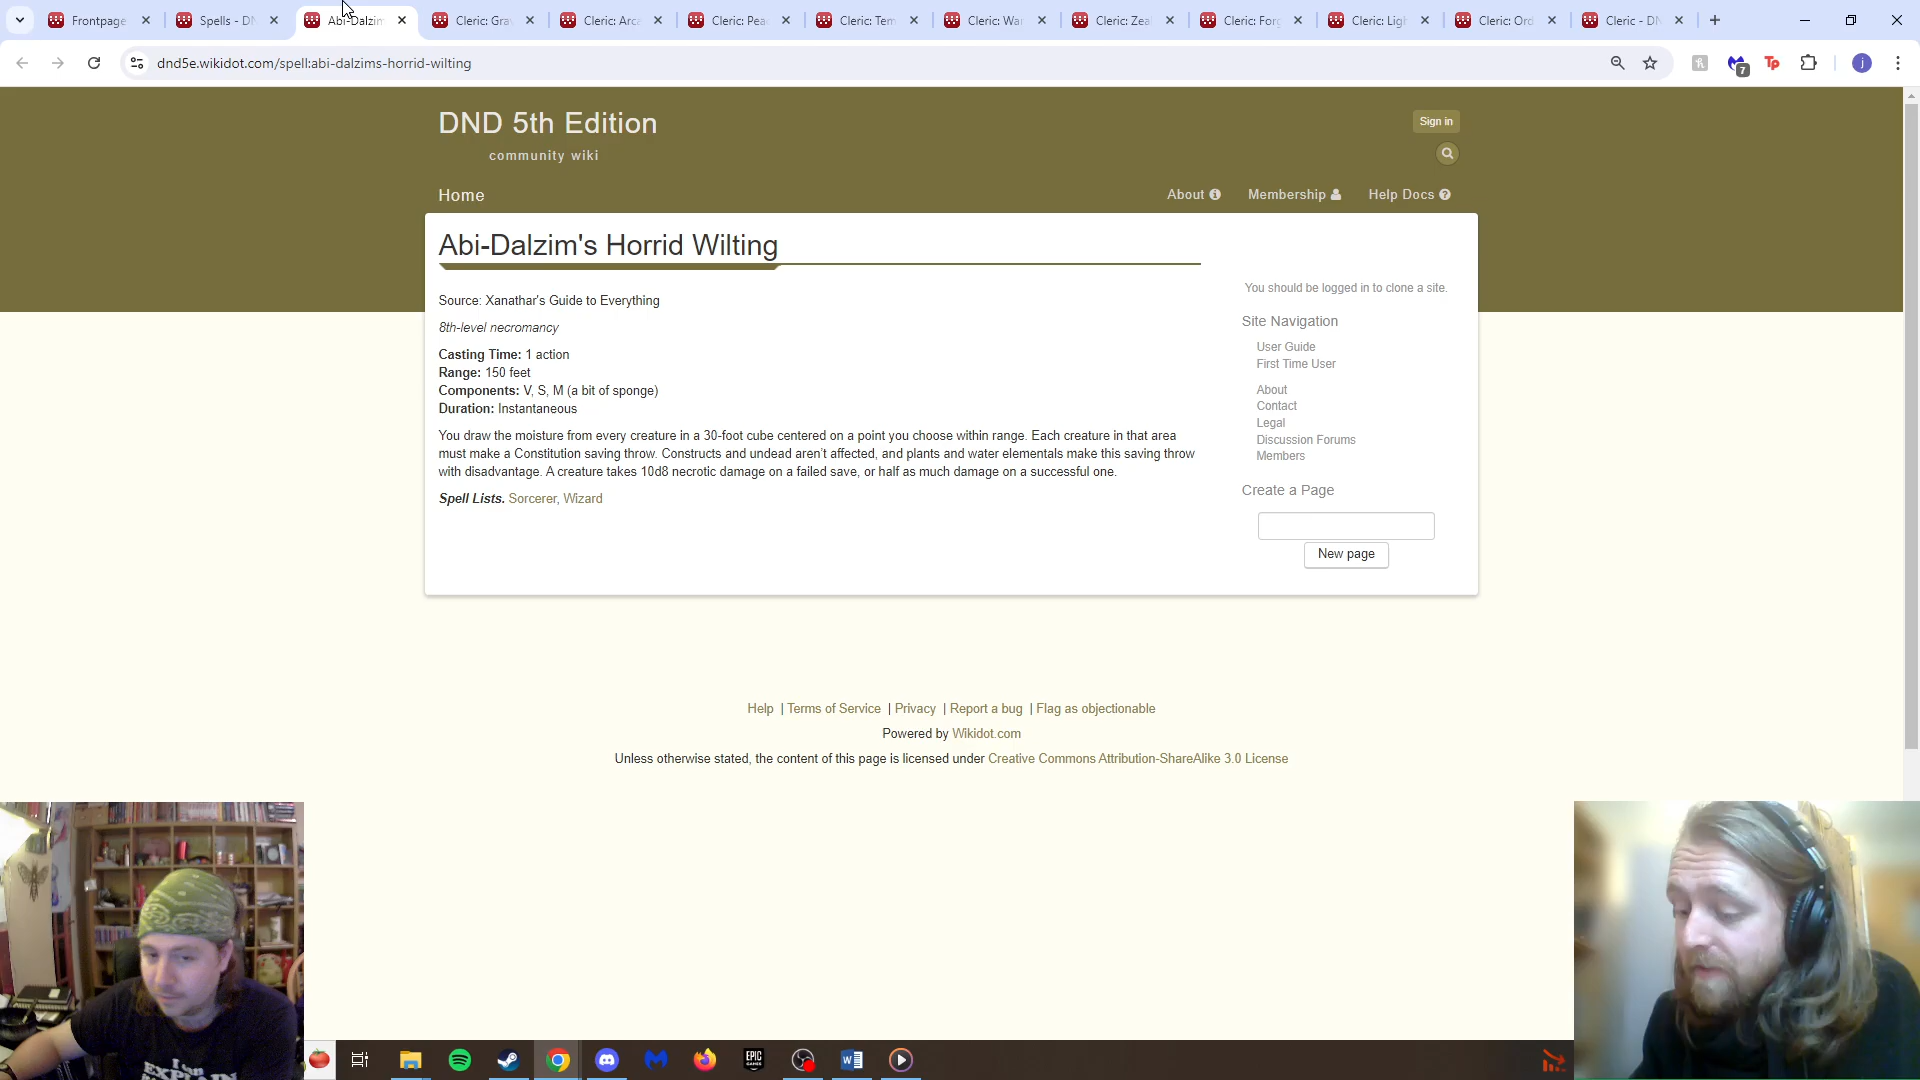 Frontpage
Spells - DN
Abi-Dalzim
Cleric: Gra
Cleric: Arca
Cleric: Pea
Cleric: Tem
Cleric: Wa
Cleric: Zea
Cleric: For
Cleric: Ligh
Cleric: Ord
Cleric - DN
dnd5e.wikidot.com/spell:abi-dalzims-horrid-wilting
7
Tp
j
DND 5th Edition
community wiki
Sign in
Home
About
Membership
Help Docs
Abi-Dalzim's Horrid Wilting
Source: Xanathar's Guide to Everything
8th-level necromancy
Casting Time: 1 action
Range: 150 feet
Components: V, S, M (a bit of sponge)
Duration: Instantaneous
You draw the moisture from every creature in a 30-foot cube centered on a point you choose within range. Each creature in that area
must make a Constitution saving throw. Constructs and undead aren't affected, and plants and water elementals make this saving throw
with disadvantage. A creature takes 10d8 necrotic damage on a failed save, or half as much damage on a successful one.
Spell Lists. Sorcerer, Wizard
You should be logged in to clone a site.
Site Navigation
User Guide
First Time User
About
Contact
Legal
Discussion Forums
Members
Create a Page
New page
Help | Terms of Service | Privacy | Report a bug | Flag as objectionable
Powered by Wikidot.com
Unless otherwise stated, the content of this page is licensed under Creative Commons Attribution-ShareAlike 3.0 License
I can
EXPLAIN
EPIC
GAMES
W